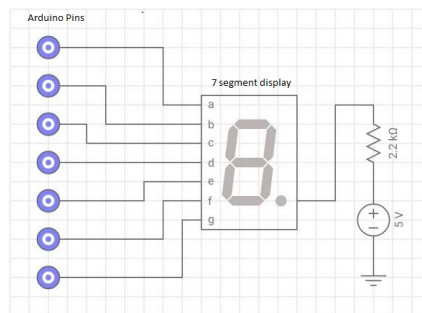 Arduino Pins
7 segment display
a
b
c
d
e
f
g
2.2 kΩ
+
−
5 V